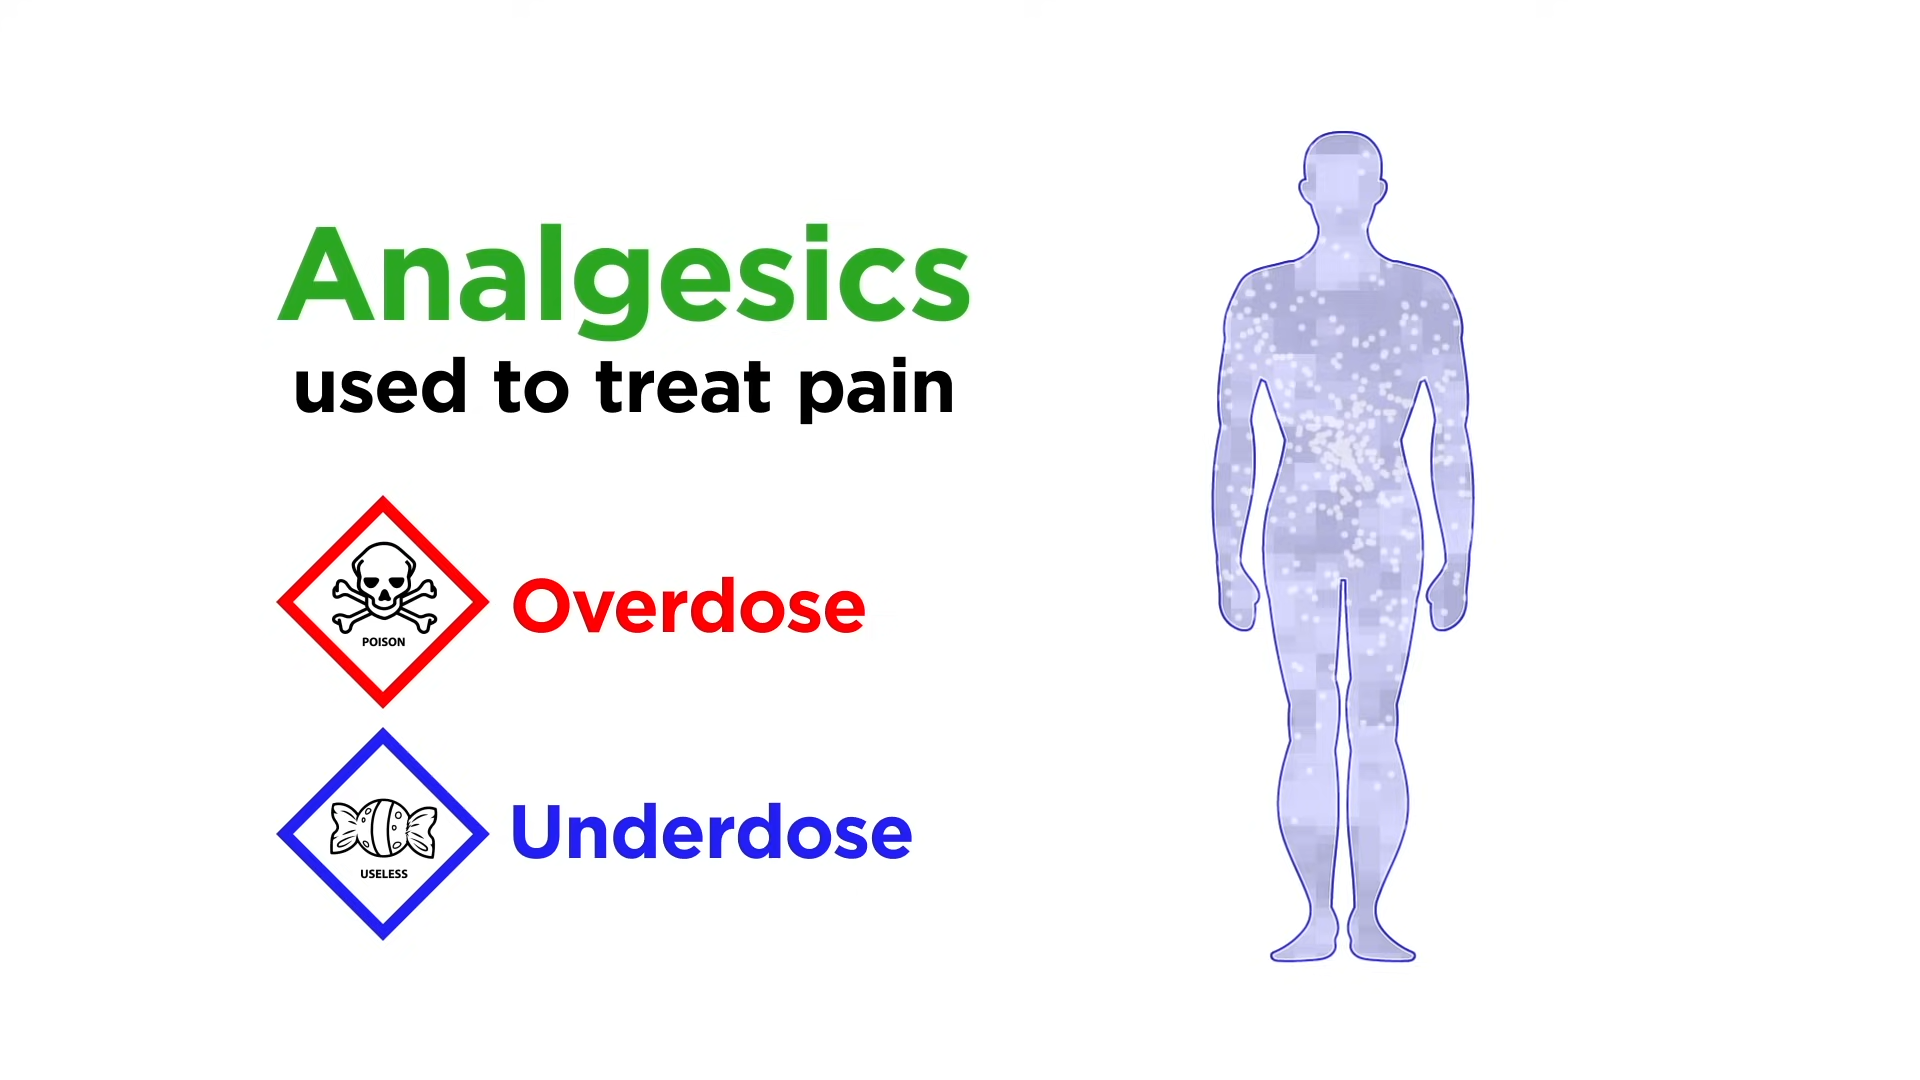 Analgesics
used to treat pain
POISON
Overdose
USELESS
Underdose